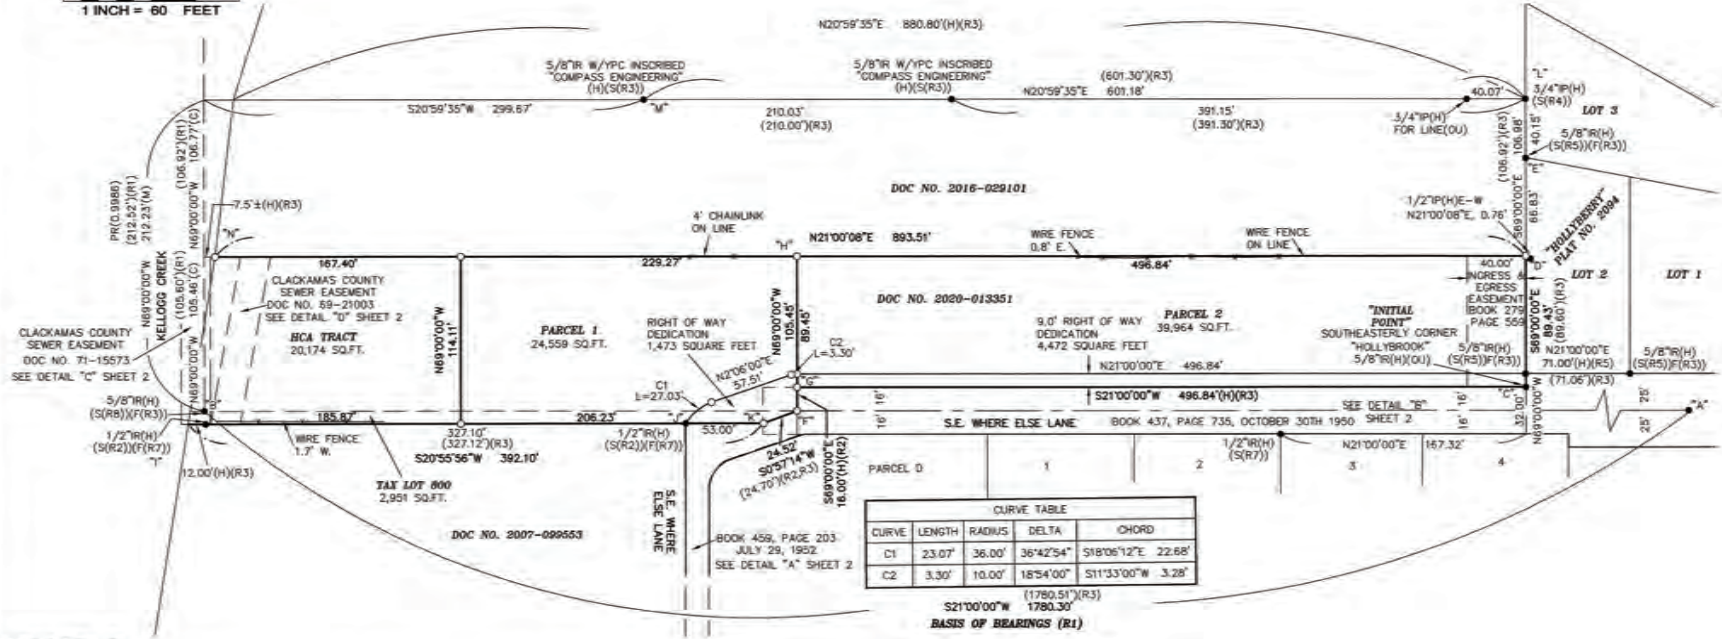 1 INCH = 60 FEET
N20°59'35"E 880.80'(H)(R3)
5/8"IR W/YPC INSCRIBED
"COMPASS ENGINEERING"
(H)(S(R3))
5/8"IR W/YPC INSCRIBED
"COMPASS ENGINEERING"
(H)(S(R3))
(601.30')(R3)
N20°59'35"E 601.18'
S20°59'35"W 299.67'
"M"
210.03'
(210.00')(R3)
391.15'
(391.30')(R3)
40.07'
3/4"IP(H)
FOR LINE(OU)
"L"
3/4"IP(H)
(S(R4))
LOT 3
5/8"IR(H)
(S(R5))(F(R3))
"E"
(106.92')(R3)
S69°00'00"E 106.98'
40.15'
66.83'
PR(0.9986)
(212.52')(R1)
212.23'(M)
(106.92')(R1)
N69°00'00"W 106.77'(C)
7.5'±(H)(R3)
"N"
DOC NO. 2016-029101
1/2"IP(H)E-W
N21°00'08"E, 0.76'
4' CHAINLINK
ON LINE
"H"
N21°00'08"E 893.51'
WIRE FENCE
0.8' E.
WIRE FENCE
ON LINE
"HOLLYBERRY"
PLAT NO. 2094
"D"
LOT 2
LOT 1
167.40'
229.27'
496.84'
40.00'
INGRESS &
EGRESS
EASEMENT
BOOK 279
PAGE 559
S69°00'00"E
89.43'
(89.60')(R3)
N69°00'00"W
KELLOGG CREEK
(105.60')(R1)
105.46'(C)
N69°00'00"W
CLACKAMAS COUNTY
SEWER EASEMENT
DOC NO. 69-21003
SEE DETAIL "D" SHEET 2
HCA TRACT
20,174 SQ.FT.
CLACKAMAS COUNTY
SEWER EASEMENT
DOC NO. 71-15573
SEE DETAIL "C" SHEET 2
N69°00'00"W
114.11'
PARCEL 1
24,559 SQ.FT.
RIGHT OF WAY
DEDICATION
1,473 SQUARE FEET
N69°00'00"W
105.45'
89.45'
DOC NO. 2020-013351
9.0' RIGHT OF WAY
DEDICATION
4,472 SQUARE FEET
PARCEL 2
39,964 SQ.FT.
"INITIAL
POINT"
SOUTHEASTERLY CORNER
"HOLLYBROOK"
5/8"IR(H)(OU)
5/8"IR(H)
(S(R5))F(R3))
N21°00'00"E
71.00'(H)(R5)
(71.06')(R3)
5/8"IR(H)
(S(R5))F(R3))
C2
L=3.30'
N2°06'00"E
57.51'
C1
L=27.03'
N21°00'00"E 496.84'
"G"
S21°00'00"W 496.84'(H)(R3)
"C"
5/8"IR(H)
(S(R8))(F(R3))
"B"
1/2"IR(H)
(S(R2))(F(R7))
"I"
12.00'(H)(R3)
185.87'
WIRE FENCE
1.7' W.
206.23'
327.10'
(327.12')(R3)
S20°55'56"W 392.10'
1/2"IR(H)
(S(R2))(F(R7))
"J"
53.00'
"K"
"F"
24.52'
S0°57'14"W
(24.70')(R2,R3)
S69°00'00"E
16.00'(H)(R2)
16'
16'
S.E. WHERE ELSE LANE
BOOK 437, PAGE 735, OCTOBER 30TH 1950
SEE DETAIL "B"
SHEET 2
16'
16'
32.00'
N69°00'00"W
25'
25'
"A"
1/2"IR(H)
(S(R7))
N21°00'00"E 167.32'
PARCEL D
1
2
3
4
TAX LOT 800
2,951 SQ.FT.
DOC NO. 2007-099553
S.E. WHERE
ELSE LANE
BOOK 459, PAGE 203
JULY 29, 1952
SEE DETAIL "A" SHEET 2
CURVE TABLE
CURVE LENGTH RADIUS DELTA CHORD
C1 23.07' 36.00' 36°42'54" S18°06'12"E 22.68'
C2 3.30' 10.00' 18°54'00" S11°33'00"W 3.28'
(1780.51')(R3)
S21°00'00"W 1780.30'
BASIS OF BEARINGS (R1)